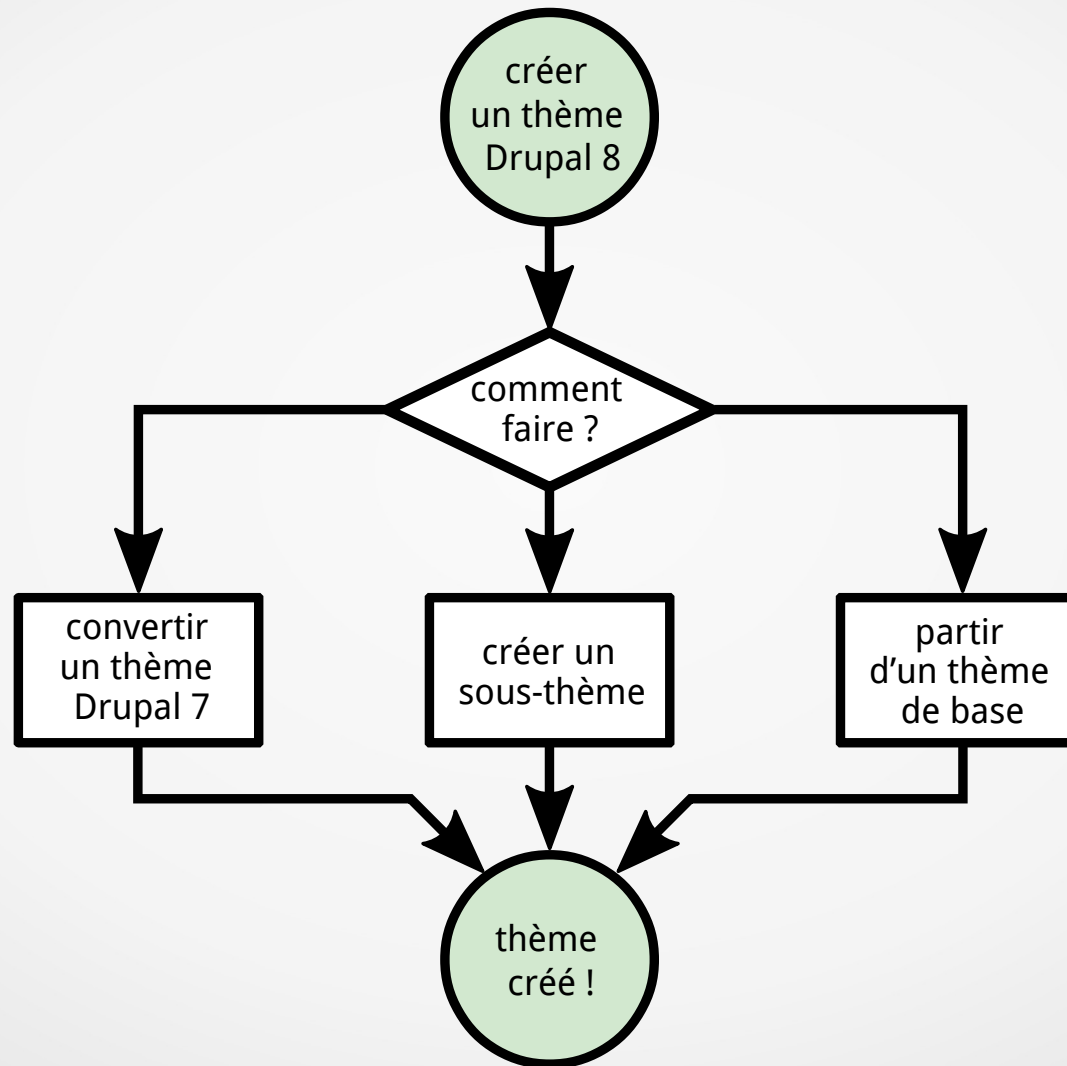 créer
un thème
Drupal 8
comment
faire ?
convertir
un thème
Drupal 7
créer un
sous-thème
partir
d’un thème
de base
thème
créé !